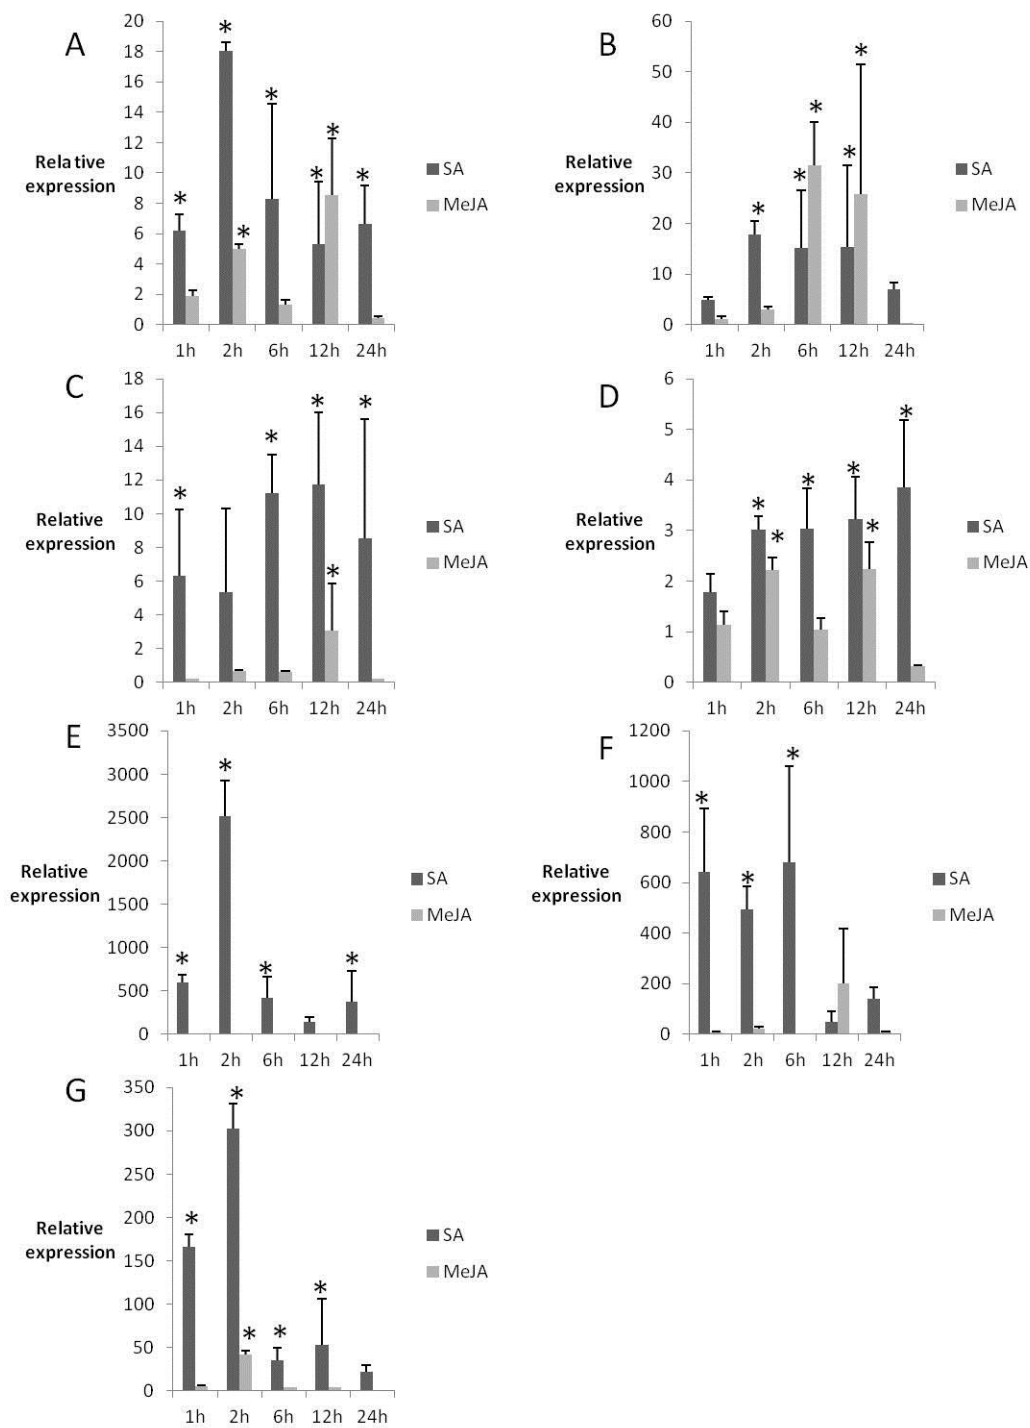 A
20
18
16
14
12
10
8
6
4
2
0
Relative
expression
* * * * * * *
1h 2h 6h 12h 24h
SA
MeJA
B
60
50
40
30
20
10
0
Relative
expression
* * * * *
1h 2h 6h 12h 24h
SA
MeJA
C
18
16
14
12
10
8
6
4
2
0
Relative
expression
* * * * *
1h 2h 6h 12h 24h
SA
MeJA
D
6
5
4
3
2
1
0
Relative
expression
* * * * * *
1h 2h 6h 12h 24h
SA
MeJA
E
3500
3000
2500
2000
1500
1000
500
0
Relative
expression
* * * *
1h 2h 6h 12h 24h
SA
MeJA
F
1200
1000
800
600
400
200
0
Relative
expression
* * *
1h 2h 6h 12h 24h
SA
MeJA
G
350
300
250
200
150
100
50
0
Relative
expression
* * * * *
1h 2h 6h 12h 24h
SA
MeJA